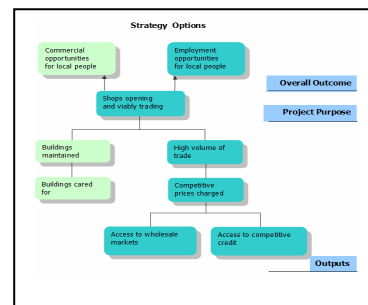 Strategy Options
Commercial
opportunities
for local people
Employment
opportunities
for local people
Overall Outcome
Shops opening
and viably trading
Project Purpose
Buildings
maintained
High volume of
trade
Buildings cared
for
Competitive
prices charged
Access to wholesale
markets
Access to competitive
credit
Outputs